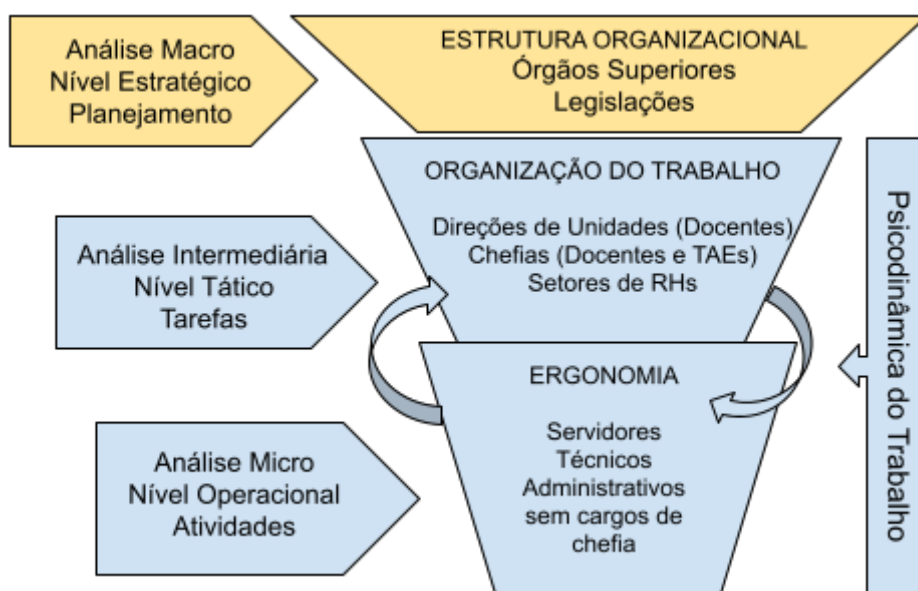 Análise Macro
Nível Estratégico
Planejamento
ESTRUTURA ORGANIZACIONAL
Órgãos Superiores
Legislações
Análise Intermediária
Nível Tático
Tarefas
ORGANIZAÇÃO DO TRABALHO
Direções de Unidades (Docentes)
Chefias (Docentes e TAEs)
Setores de RHs
Análise Micro
Nível Operacional
Atividades
ERGONOMIA
Servidores
Técnicos
Administrativos
sem cargos de
chefia
Psicodinâmica do Trabalho